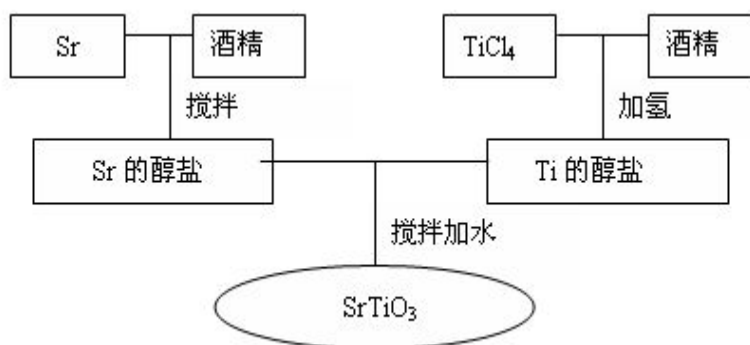 Sr
酒精
TiCl4
酒精
搅拌
加氢
Sr 的醇盐
Ti 的醇盐
搅拌加水
SrTiO3